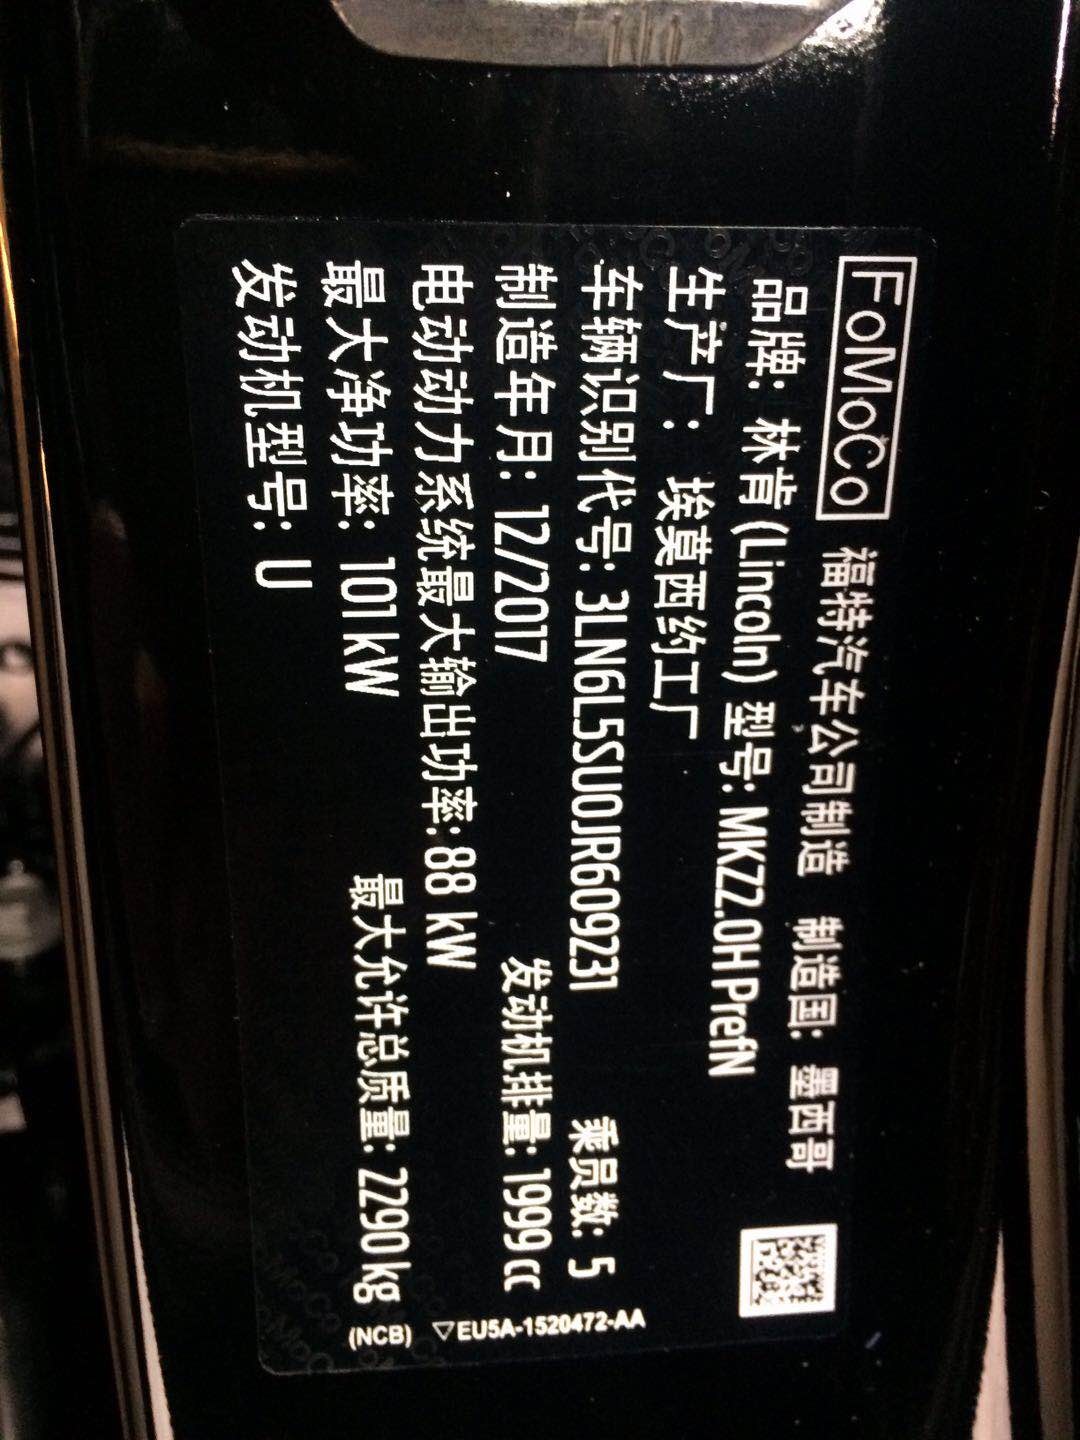 FoMoCo 福特汽车公司制造 制造国: 墨西哥
品牌: 林肯(Lincoln) 型号: MKZ2.0H PrefN
生产厂: 埃莫西约工厂
车辆识别代号: 3LN6L5SU0JR609231 乘员数: 5
制造年月: 12/2017 发动机排量: 1999 cc
电动动力系统最大输出功率: 88 kW
最大净功率: 101 kW 最大允许总质量: 2290 kg
发动机型号: U
(NCB) ▽EU5A-1520472-AA